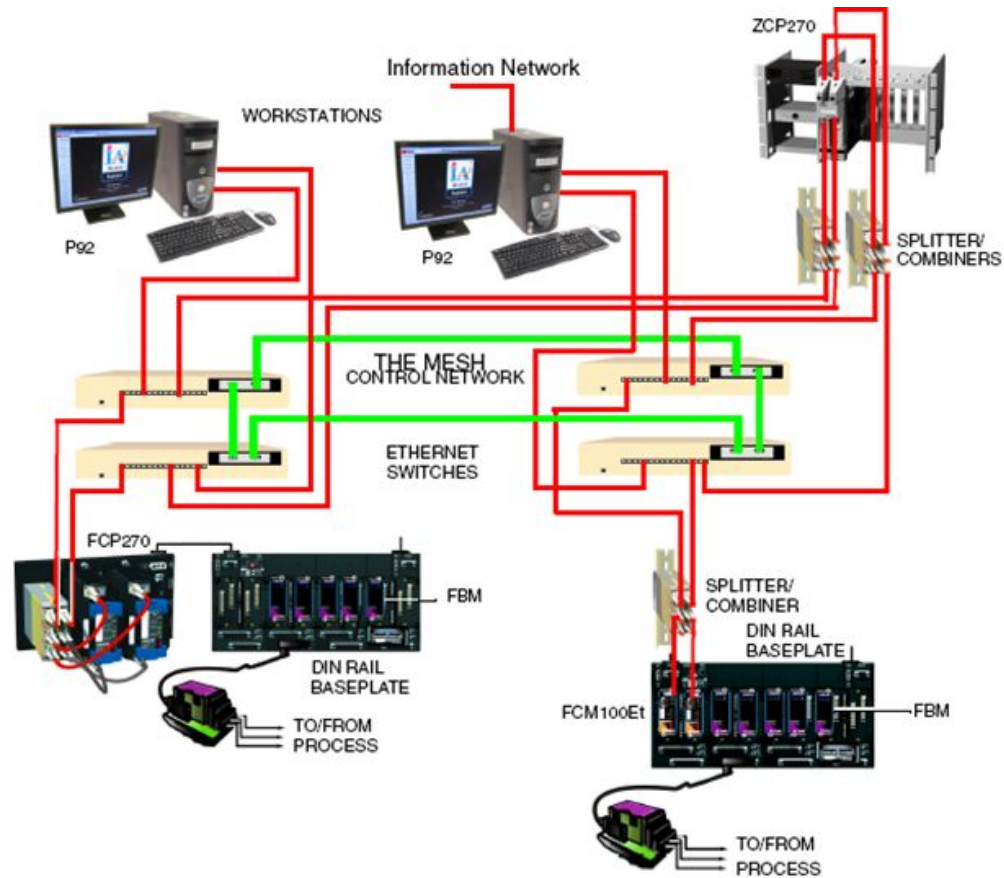 ZCP270
Information Network
WORKSTATIONS
P92
P92
SPLITTER/
COMBINERS
THE MESH
CONTROL NETWORK
ETHERNET
SWITCHES
FCP270
FBM
DIN RAIL
BASEPLATE
TO/FROM
PROCESS
SPLITTER/
COMBINER
DIN RAIL
BASEPLATE
FCM100Et
FBM
TO/FROM
PROCESS